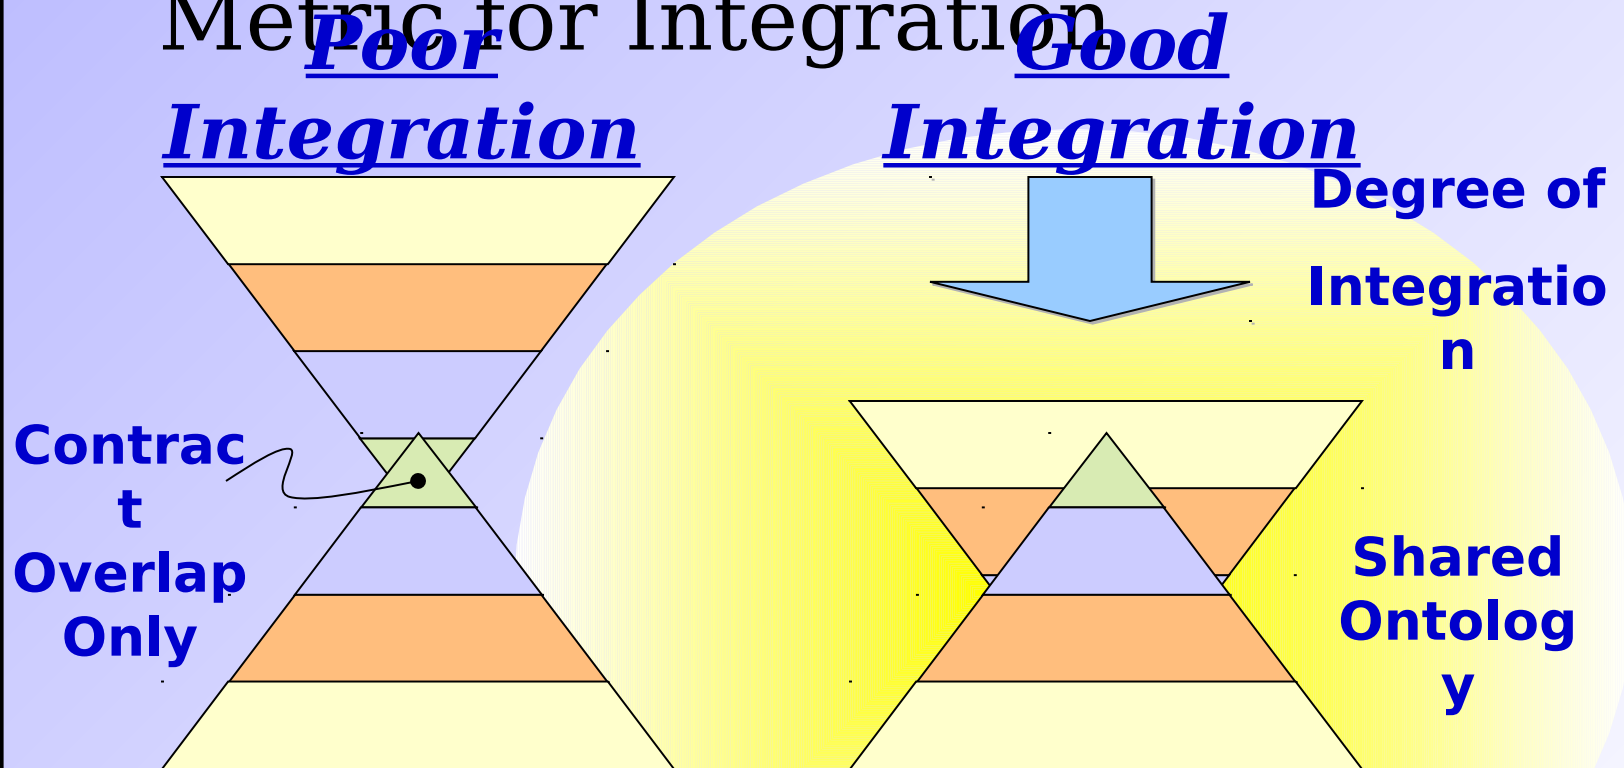 Metric for Integration
Poor
Integration
Good
Integration
Degree of
Integratio
n
Contrac
t
Overlap
Only
Shared
Ontolog
y